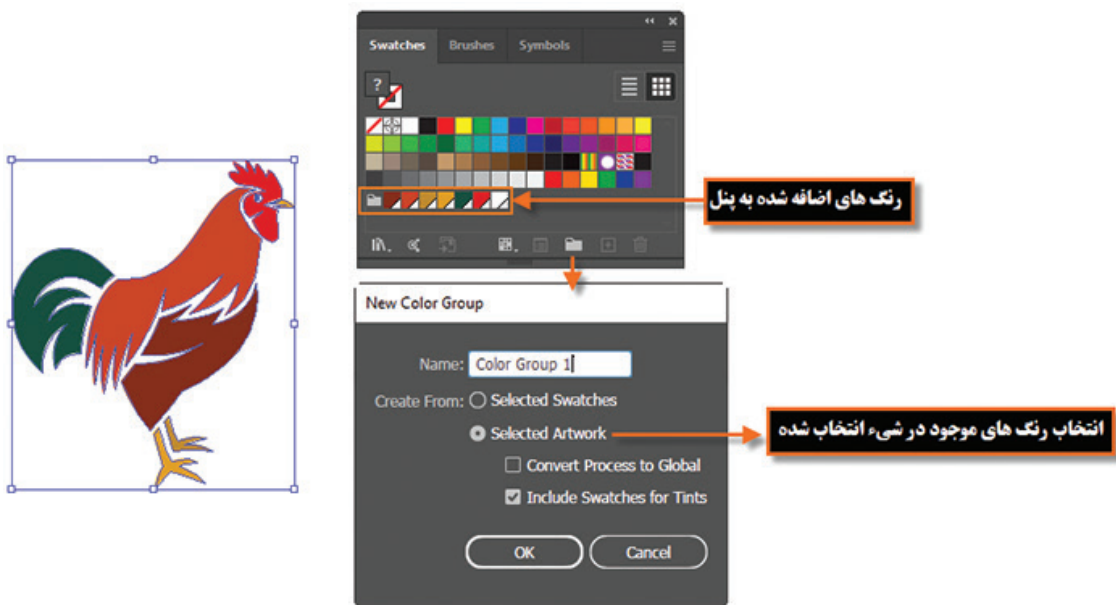 Swatches Brushes Symbols
?
رنگ های اضافه شده به پنل
New Color Group
Name: Color Group 1
Create From: Selected Swatches
Selected Artwork
انتخاب رنگ های موجود در شیء انتخاب شده
Convert Process to Global
Include Swatches for Tints
OK Cancel